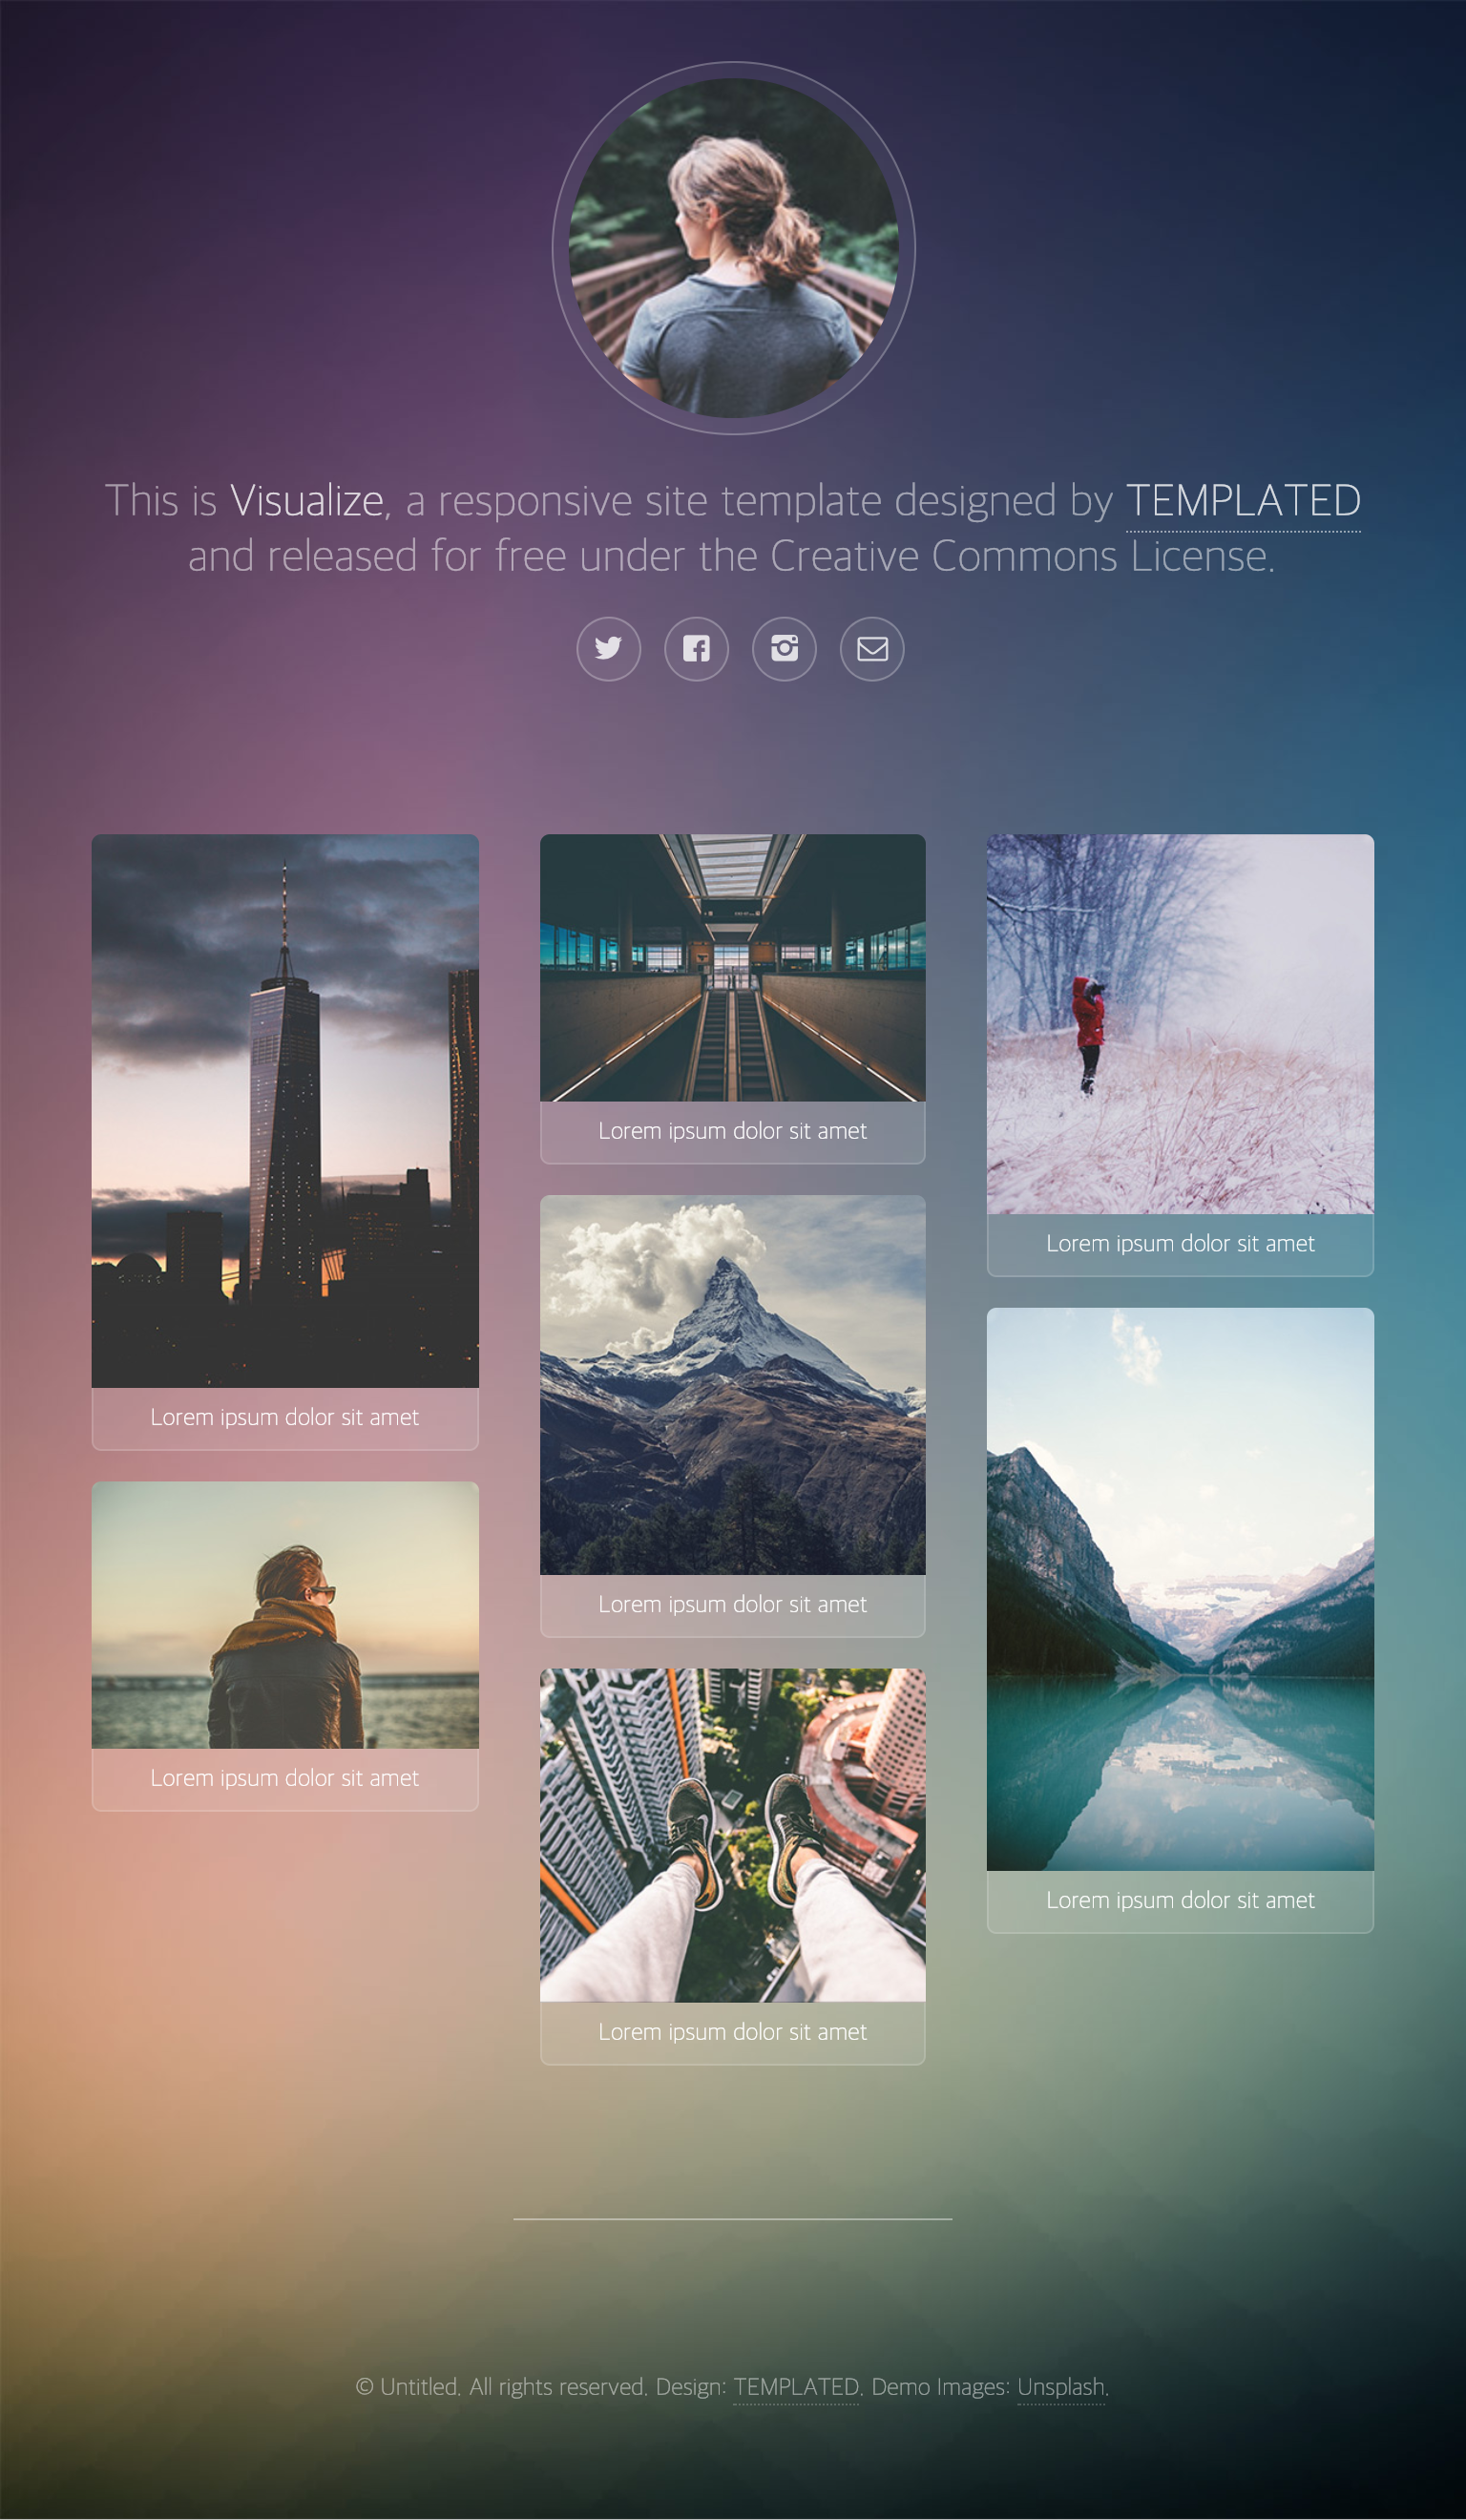 This is Visualize, a responsive site template designed by TEMPLATED
and released for free under the Creative Commons License.
Lorem ipsum dolor sit amet
Lorem ipsum dolor sit amet
Lorem ipsum dolor sit amet
Lorem ipsum dolor sit amet
Lorem ipsum dolor sit amet
Lorem ipsum dolor sit amet
Lorem ipsum dolor sit amet
© Untitled. All rights reserved. Design: TEMPLATED. Demo Images: Unsplash.